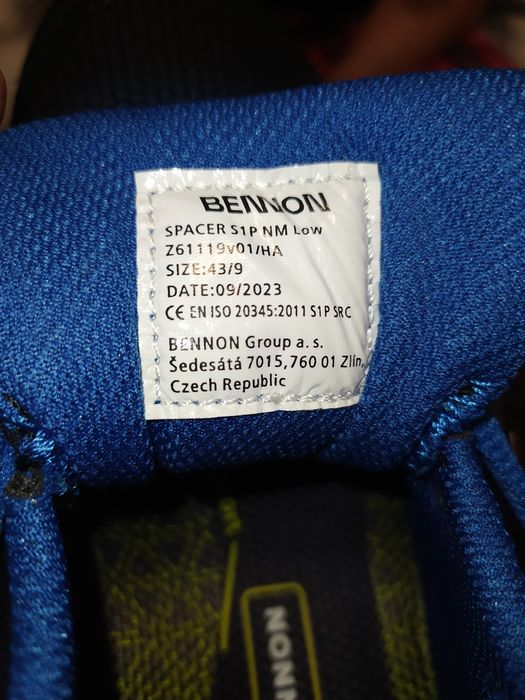 BENNON
SPACER S1P NM Low
Z61119v01/HA
SIZE:43/9
DATE:09/2023
CE EN ISO 20345:2011 S1P SRC
BENNON Group a. s.
Šedesátá 7015, 760 01 Zlín,
Czech Republic
NNON